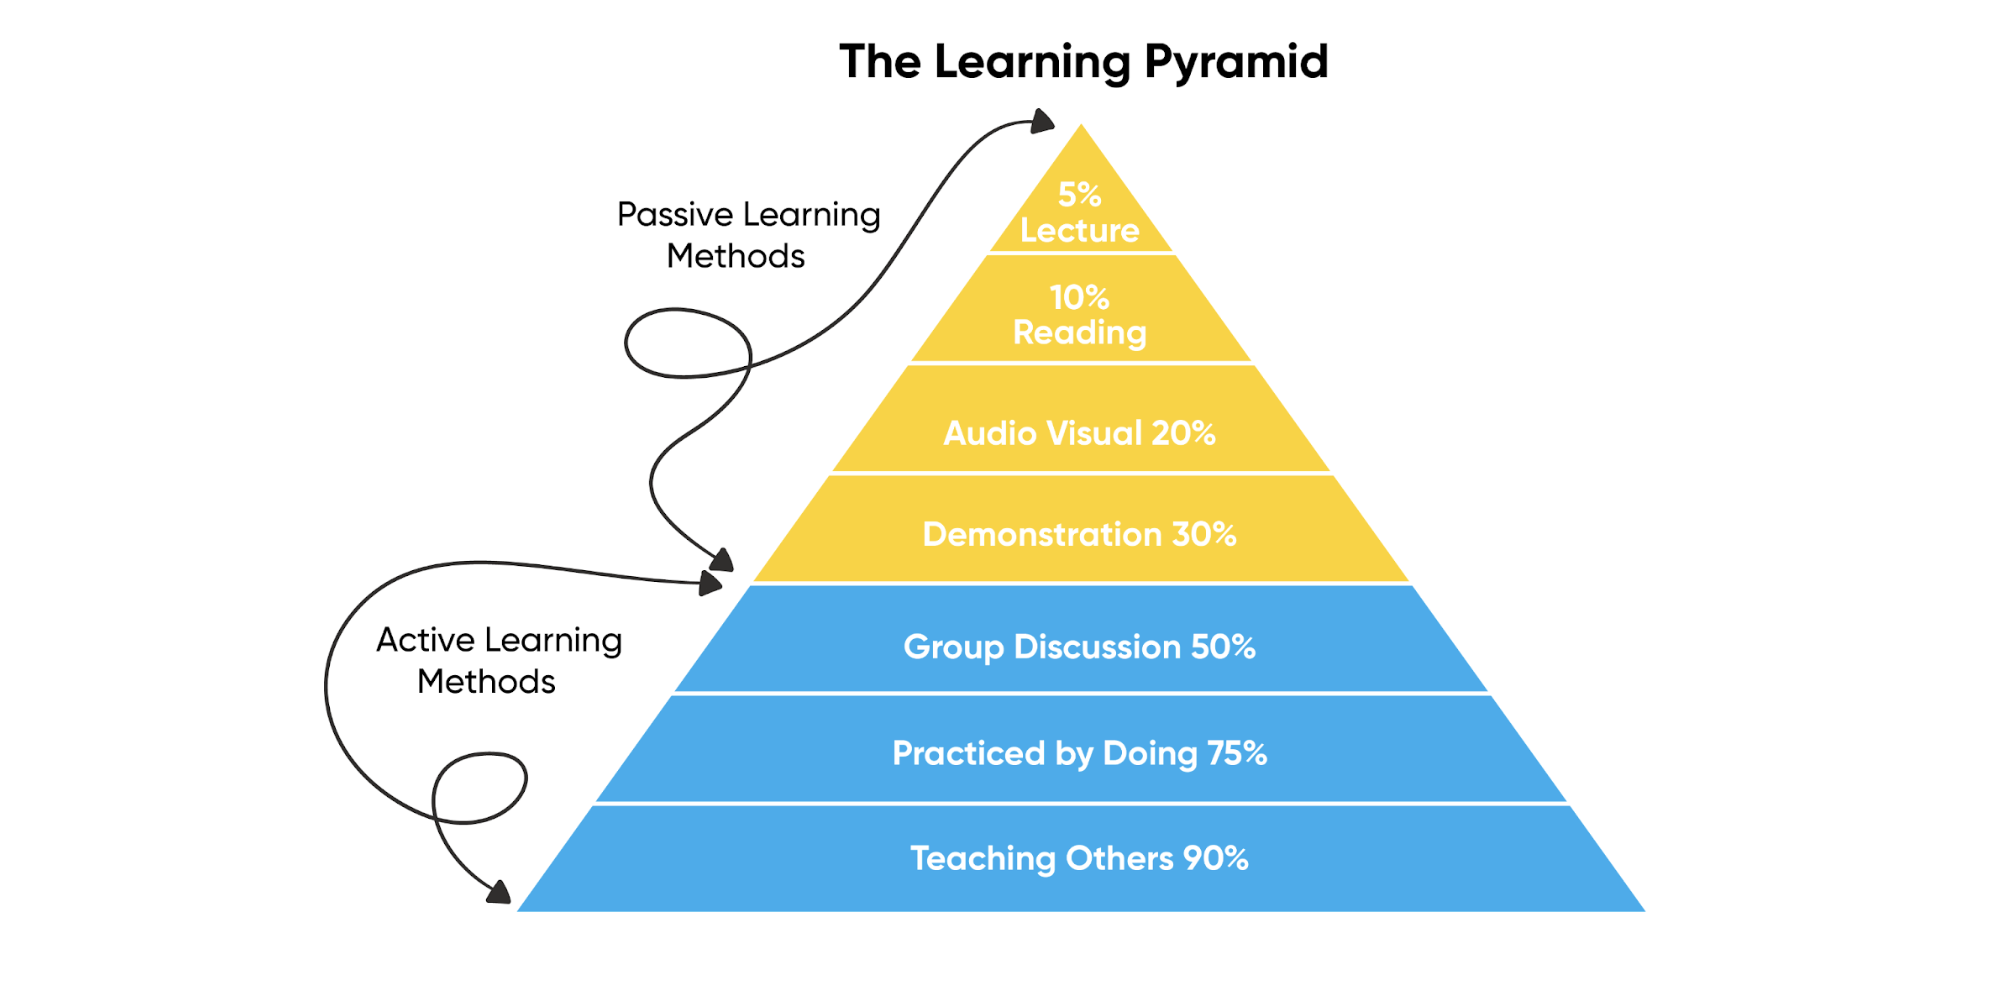 The Learning Pyramid
Passive Learning
Methods
5%
Lecture
10%
Reading
Audio Visual 20%
Demonstration 30%
Active Learning
Methods
Group Discussion 50%
Practiced by Doing 75%
Teaching Others 90%